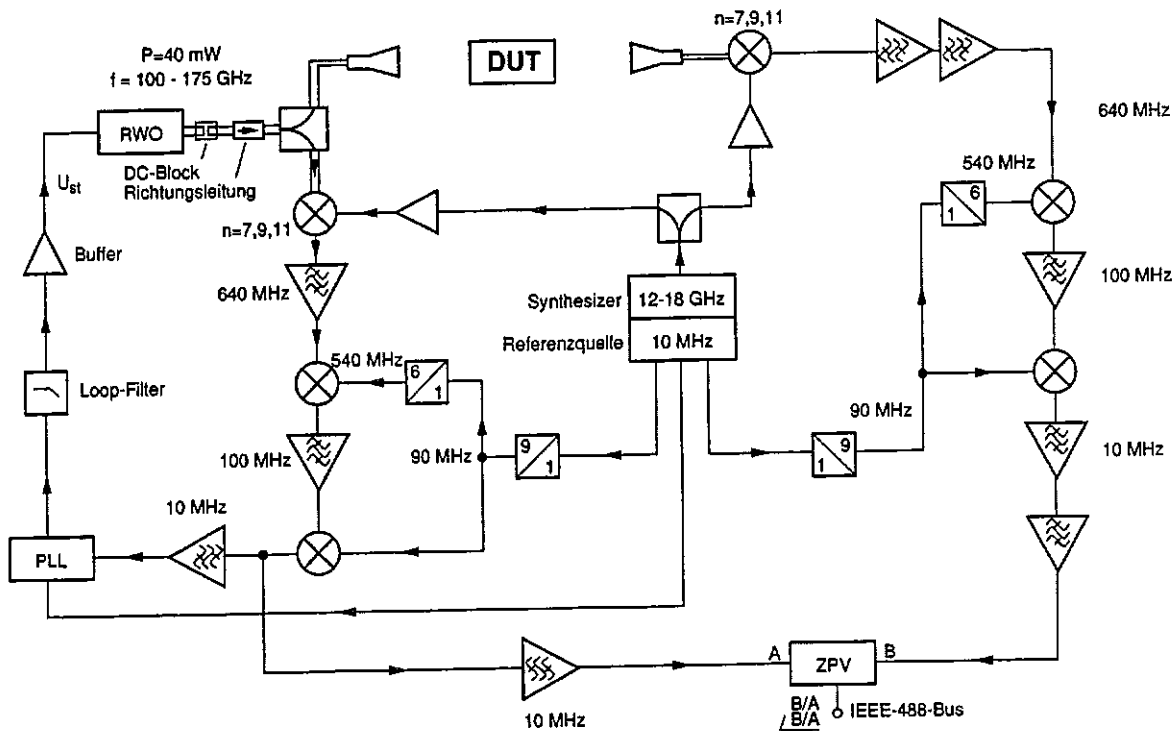 n=7,9,11
P=40 mW
f = 100 - 175 GHz
DUT
RWO
640 MHz
DC-Block
Richtungsleitung
540 MHz
6
1
U_st
n=7,9,11
Buffer
100 MHz
640 MHz
Synthesizer
12-18 GHz
Referenzquelle
10 MHz
540 MHz
6
1
Loop-Filter
90 MHz
100 MHz
90 MHz
9
1
9
1
10 MHz
10 MHz
PLL
A
ZPV
B
B/A
/B/A
IEEE-488-Bus
10 MHz